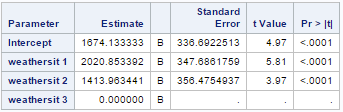 Parameter Estimate Standard Error t Value Pr > |t|
Intercept 1674.133333 B 336.6922513 4.97 <.0001
weathersit 1 2020.853392 B 347.6861759 5.81 <.0001
weathersit 2 1413.963441 B 356.4754937 3.97 <.0001
weathersit 3 0.000000 B . . .